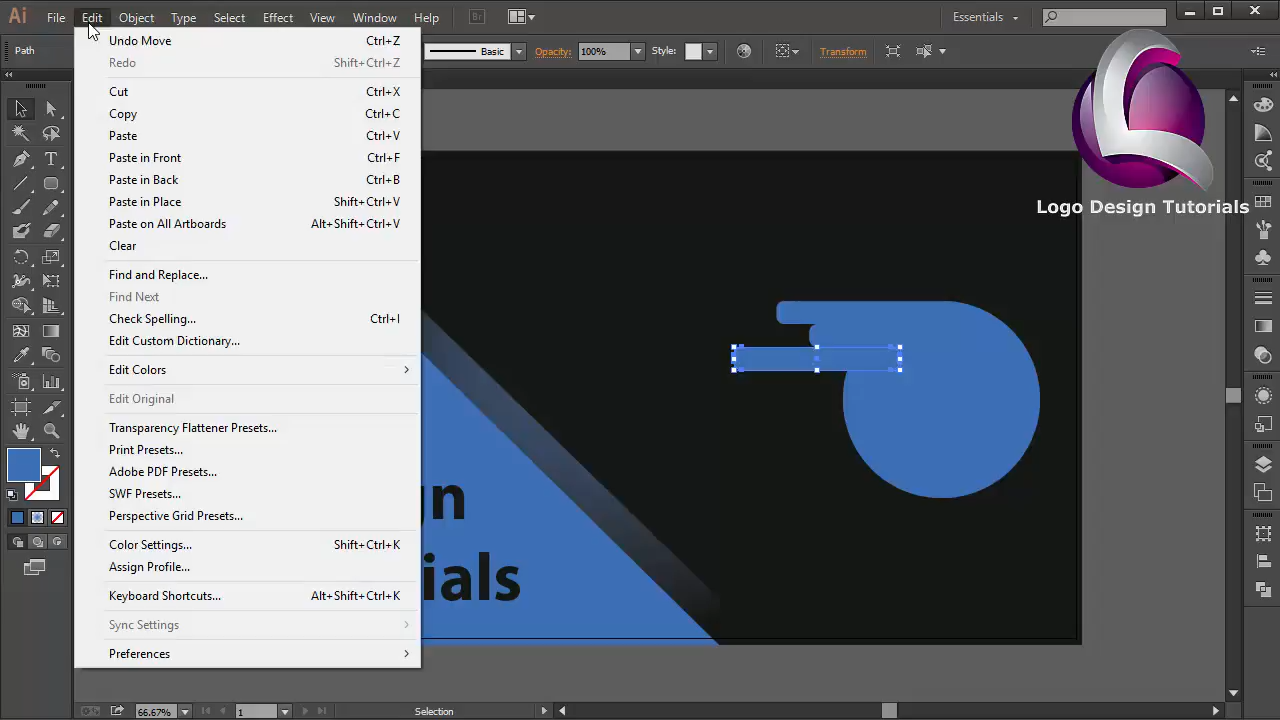 Ai File Edit Object Type Select Effect View Window Help Br Essentials
Path Basic Opacity: 100% Style: Transform
Undo Move Ctrl+Z
Redo Shift+Ctrl+Z
Cut Ctrl+X
Copy Ctrl+C
Paste Ctrl+V
Paste in Front Ctrl+F
Paste in Back Ctrl+B
Paste in Place Shift+V
Paste on All Artboards Alt+Shift+Ctrl+V
Clear
Find and Replace...
Find Next
Check Spelling... Ctrl+I
Edit Custom Dictionary...
Edit Colors
Edit Original
Transparency Flattener Presets...
Print Presets...
Adobe PDF Presets...
SWF Presets...
Perspective Grid Presets...
Color Settings... Shift+Ctrl+K
Assign Profile...
Keyboard Shortcuts... Alt+Shift+Ctrl+K
Sync Settings
Preferences
Logo Design Tutorials
gn
ials
66.67% 1 Selection